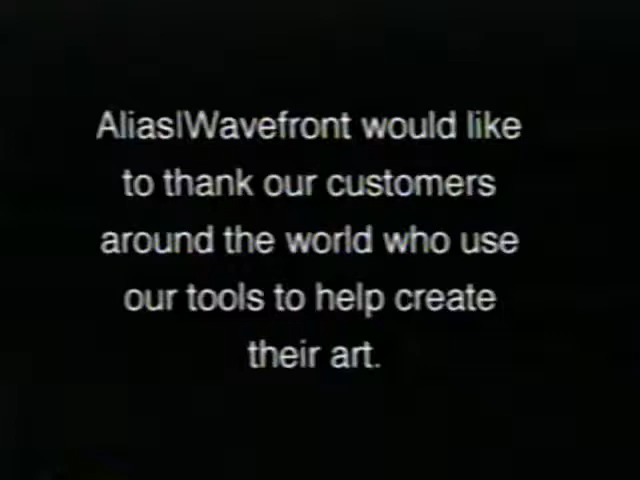 Alias|Wavefront would like
to thank our customers
around the world who use
our tools to help create
their art.